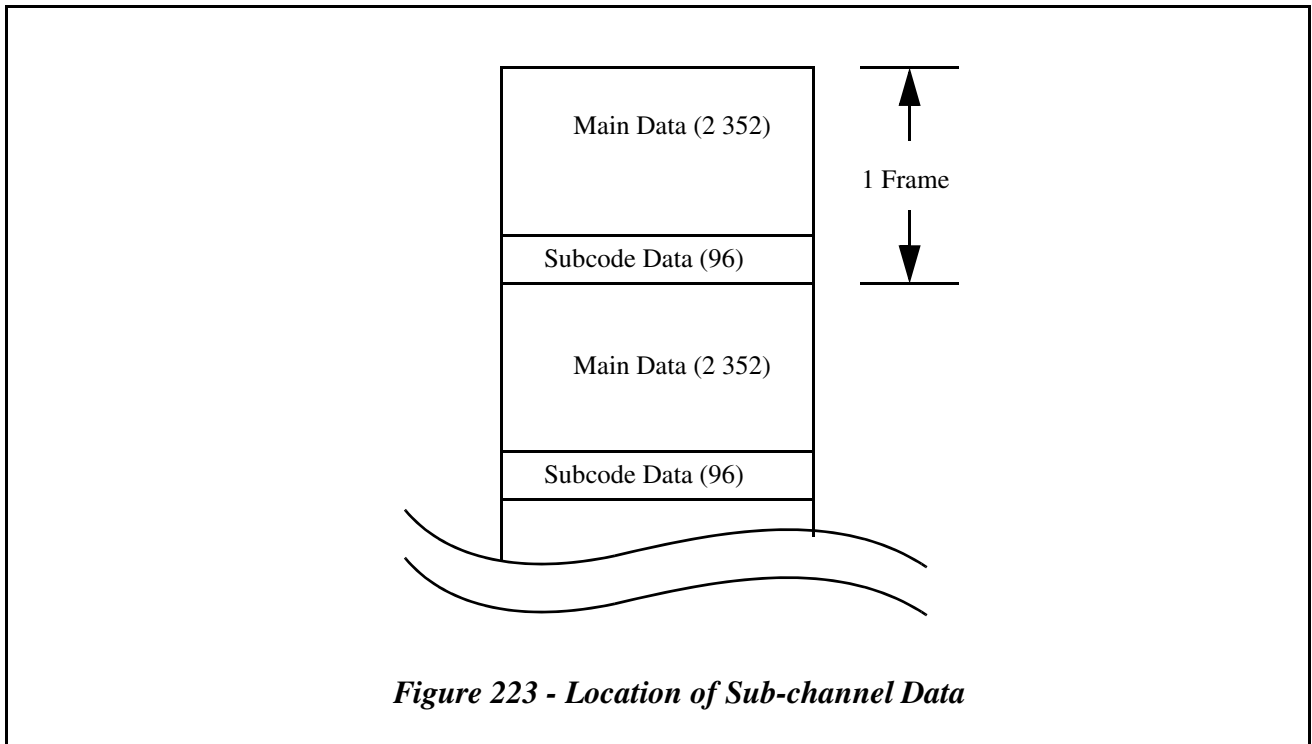 Main Data (2 352)
1 Frame
Subcode Data (96)
Main Data (2 352)
Subcode Data (96)
Figure 223 - Location of Sub-channel Data